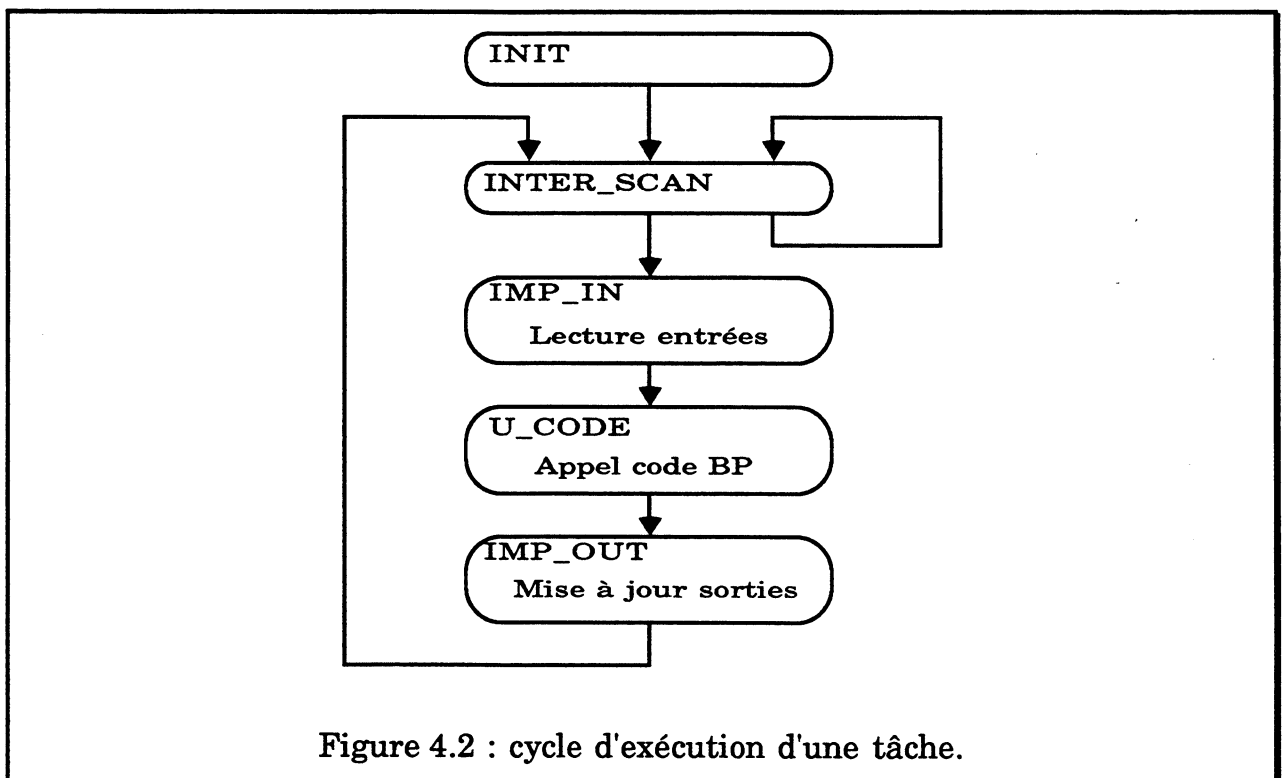 INIT
INTER_SCAN
IMP_IN
Lecture entrées
U_CODE
Appel code BP
IMP_OUT
Mise à jour sorties
Figure 4.2 : cycle d'exécution d'une tâche.